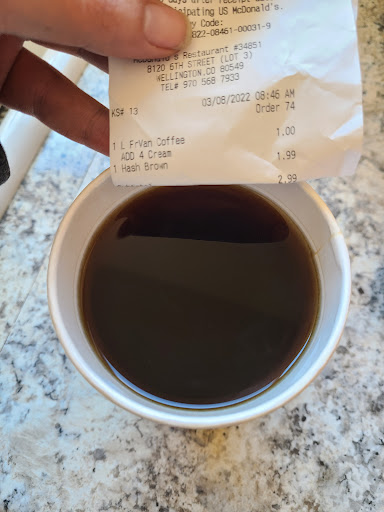 days after receipt
participating US McDonald's.
Code:
322-08461-00031-9
McDonald's Restaurant #34851
8120 6TH STREET (LOT 3)
WELLINGTON,CO 80549
TEL# 970 568 7933
KS# 13 03/08/2022 08:46 AM
Order 74
1 L FrVan Coffee 1.00
ADD 4 Cream
1 Hash Brown 1.99
2.99